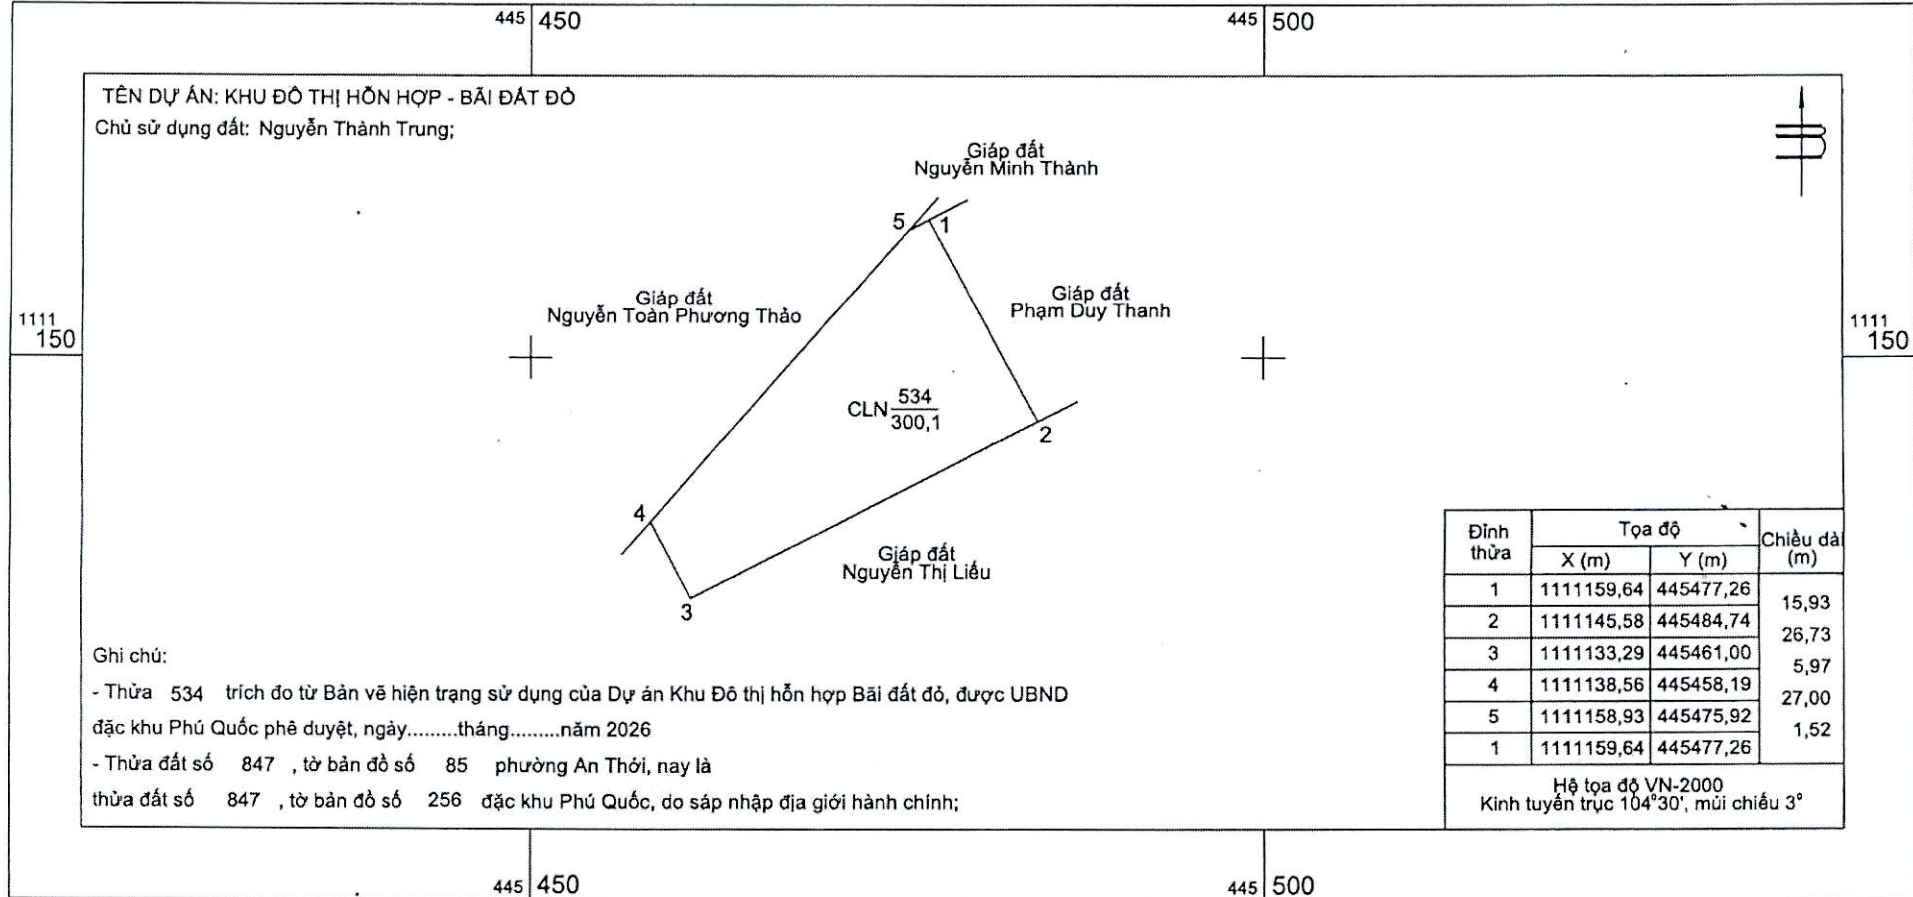 445 450
445 500
TÊN DỰ ÁN: KHU ĐÔ THỊ HỖN HỢP - BÃI ĐẤT ĐỎ
Chủ sử dụng đất: Nguyễn Thành Trung;
Giáp đất
Nguyễn Minh Thành
5
1
Giáp đất
Nguyễn Toàn Phương Thảo
Giáp đất
Phạm Duy Thanh
1111
150
1111
150
CLN 534
300,1
2
4
Giáp đất
Nguyễn Thị Liếu
3
Đỉnh thửa Tọa độ Chiều dài (m)
X (m) Y (m)
1 1111159,64 445477,26
15,93
2 1111145,58 445484,74
26,73
3 1111133,29 445461,00
5,97
4 1111138,56 445458,19
27,00
5 1111158,93 445475,92
1,52
1 1111159,64 445477,26
Hệ tọa độ VN-2000
Kinh tuyến trục 104°30', múi chiếu 3°
Ghi chú:
- Thửa 534 trích đo từ Bản vẽ hiện trạng sử dụng của Dự án Khu Đô thị hỗn hợp Bãi đất đỏ, được UBND
đặc khu Phú Quốc phê duyệt, ngày.........tháng.........năm 2026
- Thửa đất số 847 , tờ bản đồ số 85 phường An Thới, nay là
thửa đất số 847 , tờ bản đồ số 256 đặc khu Phú Quốc, do sáp nhập địa giới hành chính;
445 450
445 500